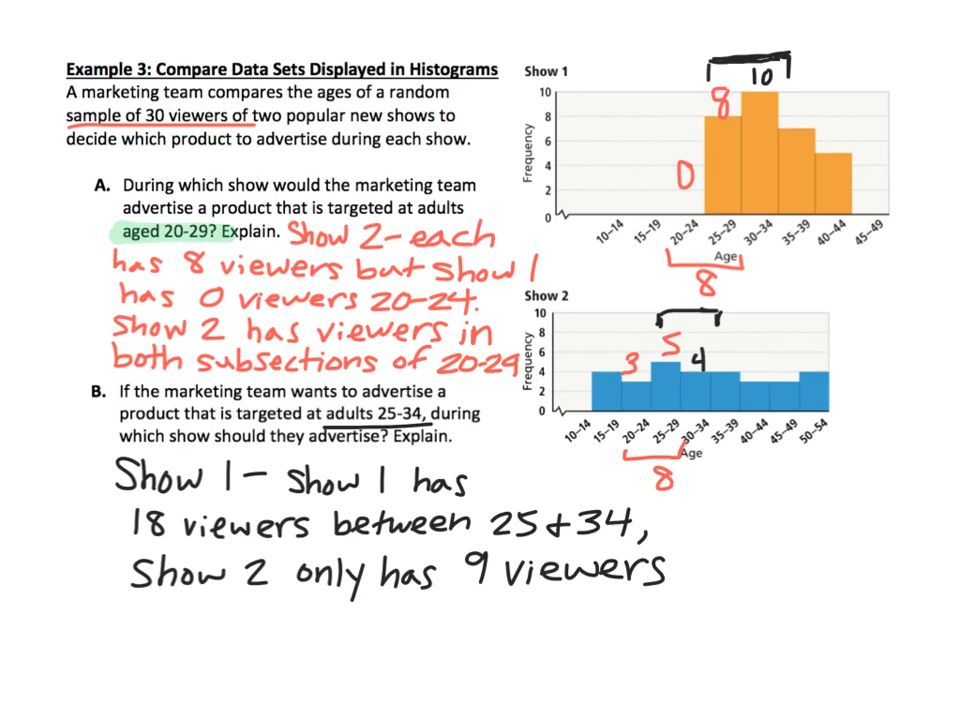 Example 3: Compare Data Sets Displayed in Histograms
A marketing team compares the ages of a random
sample of 30 viewers of two popular new shows to
decide which product to advertise during each show.
A. During which show would the marketing team
advertise a product that is targeted at adults
aged 20-29? Explain. Show 2-each
has 8 viewers but show 1
has 0 viewers 20-24.
Show 2 has viewers in
both subsections of 20-29
B. If the marketing team wants to advertise a
product that is targeted at adults 25-34, during
which show should they advertise? Explain.
Show 1 - Show 1 has
18 viewers between 25 + 34,
Show 2 only has 9 viewers
Show 1
10
8
6
4
2
0
Frequency
0
8
10
10–14
15–19
20–24
25–29
30–34
35–39
40–44
45–49
Age
8
Show 2
10
8
6
4
2
0
Frequency
3
5
4
10–14
15–19
20–24
25–29
30–34
35–39
40–44
45–49
50–54
Age
8